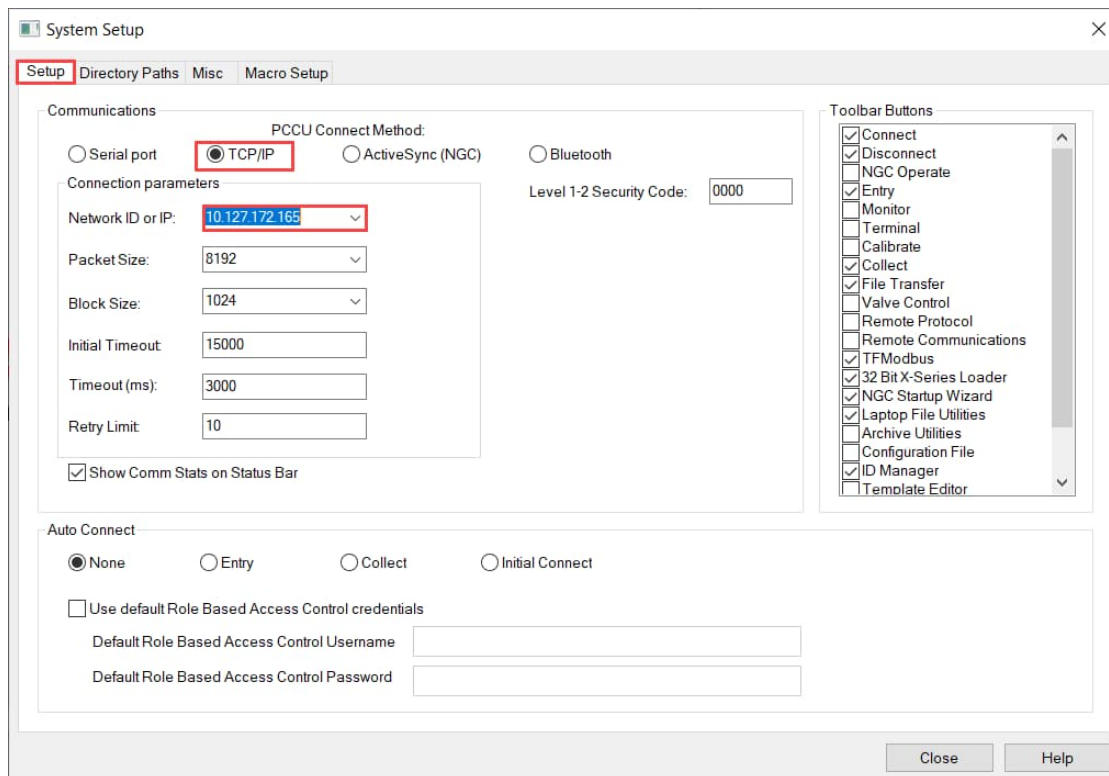 System Setup
Setup Directory Paths Misc Macro Setup
Communications
PCCU Connect Method:
Serial port TCP/IP ActiveSync (NGC) Bluetooth
Connection parameters
Level 1-2 Security Code: 0000
Network ID or IP: 10.127.172.165
Packet Size: 8192
Block Size: 1024
Initial Timeout: 15000
Timeout (ms): 3000
Retry Limit: 10
Show Comm Stats on Status Bar
Toolbar Buttons
Connect
Disconnect
NGC Operate
Entry
Monitor
Terminal
Calibrate
Collect
File Transfer
Valve Control
Remote Protocol
Remote Communications
TFModbus
32 Bit X-Series Loader
NGC Startup Wizard
Laptop File Utilities
Archive Utilities
Configuration File
ID Manager
Template Editor
Auto Connect
None Entry Collect Initial Connect
Use default Role Based Access Control credentials
Default Role Based Access Control Username
Default Role Based Access Control Password
Close Help